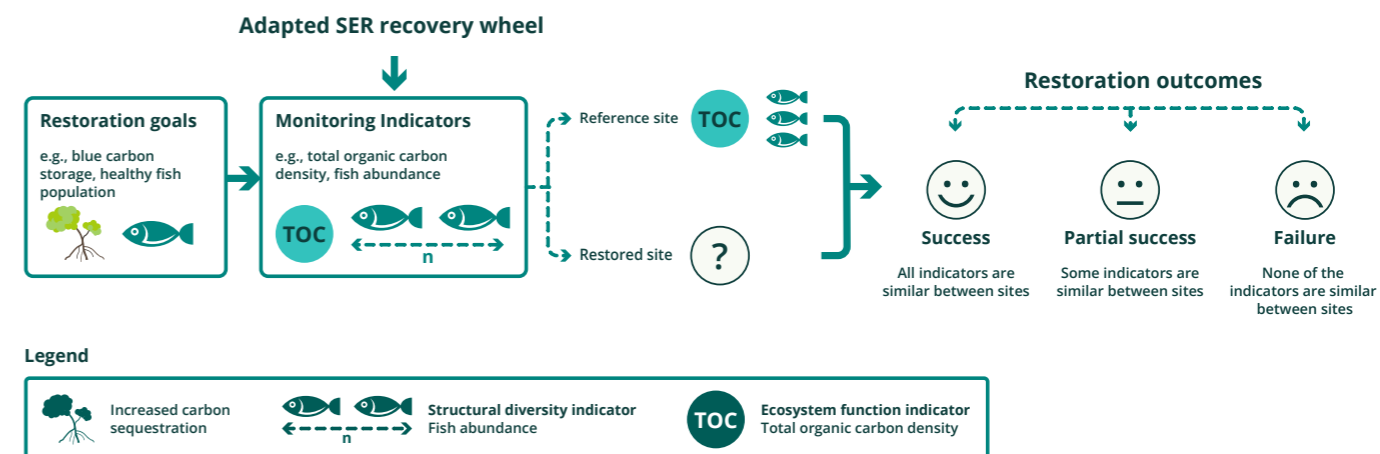 Adapted SER recovery wheel
Restoration goals
e.g., blue carbon
storage, healthy fish
population
Monitoring Indicators
e.g., total organic carbon
density, fish abundance
TOC
n
Reference site
TOC
Restored site
?
Restoration outcomes
Success
All indicators are
similar between sites
Partial success
Some indicators are
similar between sites
Failure
None of the
indicators are similar
between sites
Legend
Increased carbon
sequestration
n
Structural diversity indicator
Fish abundance
TOC
Ecosystem function indicator
Total organic carbon density